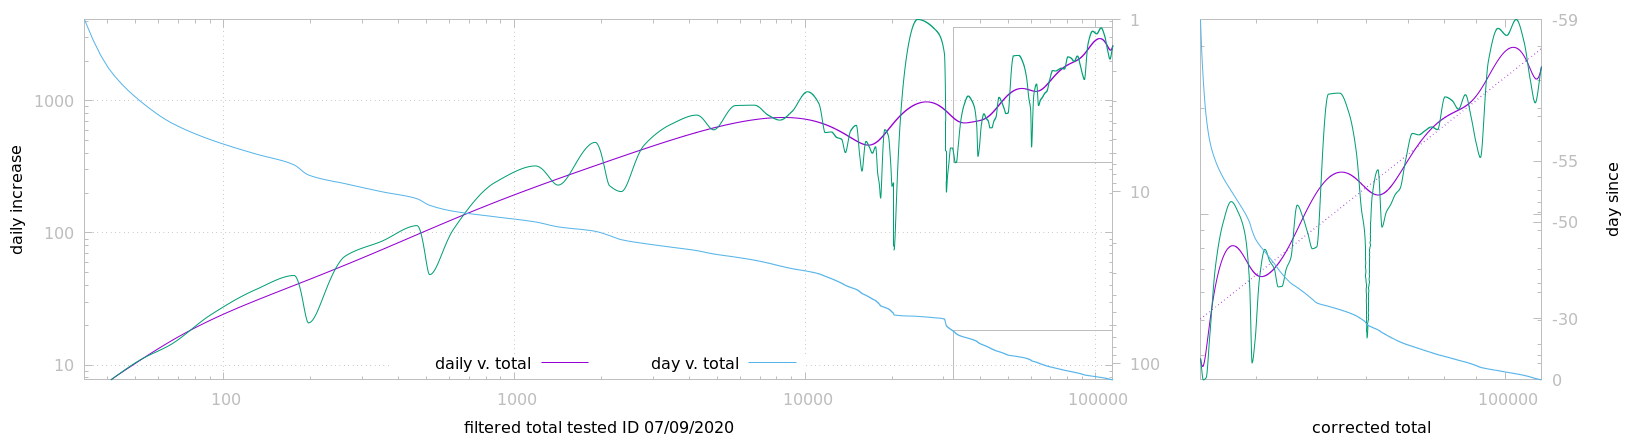 1
-59
1000
daily increase
-55
day since
10
-50
100
-30
daily v. total
day v. total
10
100
0
100
1000
10000
100000
100000
filtered total tested ID 07/09/2020
corrected total